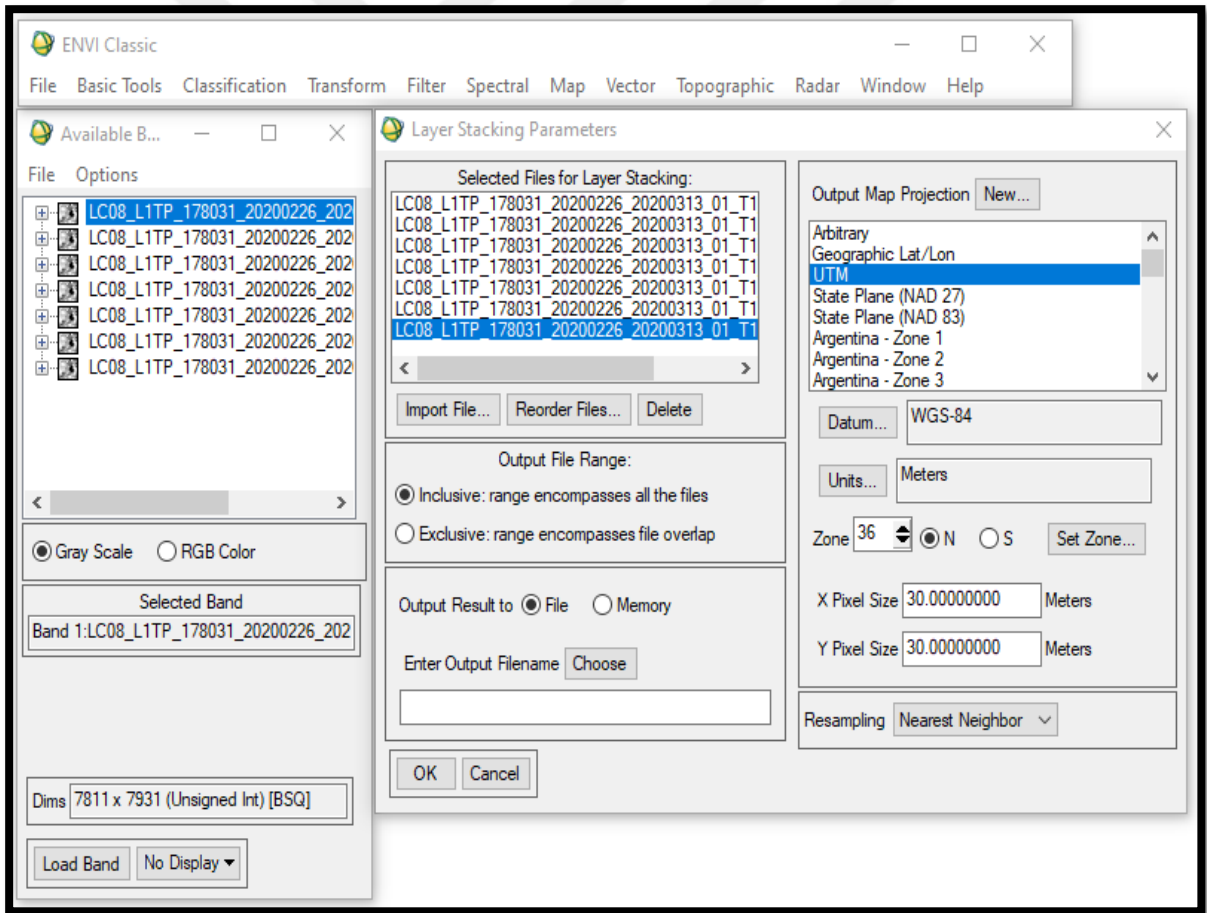 ENVI Classic
File Basic Tools Classification Transform Filter Spectral Map Vector Topographic Radar Window Help
Available B...
File Options
LC08_L1TP_178031_20200226_202
LC08_L1TP_178031_20200226_202
LC08_L1TP_178031_20200226_202
LC08_L1TP_178031_20200226_202
LC08_L1TP_178031_20200226_202
LC08_L1TP_178031_20200226_202
LC08_L1TP_178031_20200226_202
Gray Scale RGB Color
Selected Band
Band 1:LC08_L1TP_178031_20200226_202
Dims 7811 x 7931 (Unsigned Int) [BSQ]
Load Band No Display
Layer Stacking Parameters
Selected Files for Layer Stacking:
LC08_L1TP_178031_20200226_20200313_01_T1
LC08_L1TP_178031_20200226_20200313_01_T1
LC08_L1TP_178031_20200226_20200313_01_T1
LC08_L1TP_178031_20200226_20200313_01_T1
LC08_L1TP_178031_20200226_20200313_01_T1
LC08_L1TP_178031_20200226_20200313_01_T1
LC08_L1TP_178031_20200226_20200313_01_T1
Import File... Reorder Files... Delete
Output File Range:
Inclusive: range encompasses all the files
Exclusive: range encompasses file overlap
Output Result to File Memory
Enter Output Filename Choose
OK Cancel
Output Map Projection New...
Arbitrary
Geographic Lat/Lon
UTM
State Plane (NAD 27)
State Plane (NAD 83)
Argentina - Zone 1
Argentina - Zone 2
Argentina - Zone 3
Datum... WGS-84
Units... Meters
Zone 36 N S Set Zone...
X Pixel Size 30.00000000 Meters
Y Pixel Size 30.00000000 Meters
Resampling Nearest Neighbor